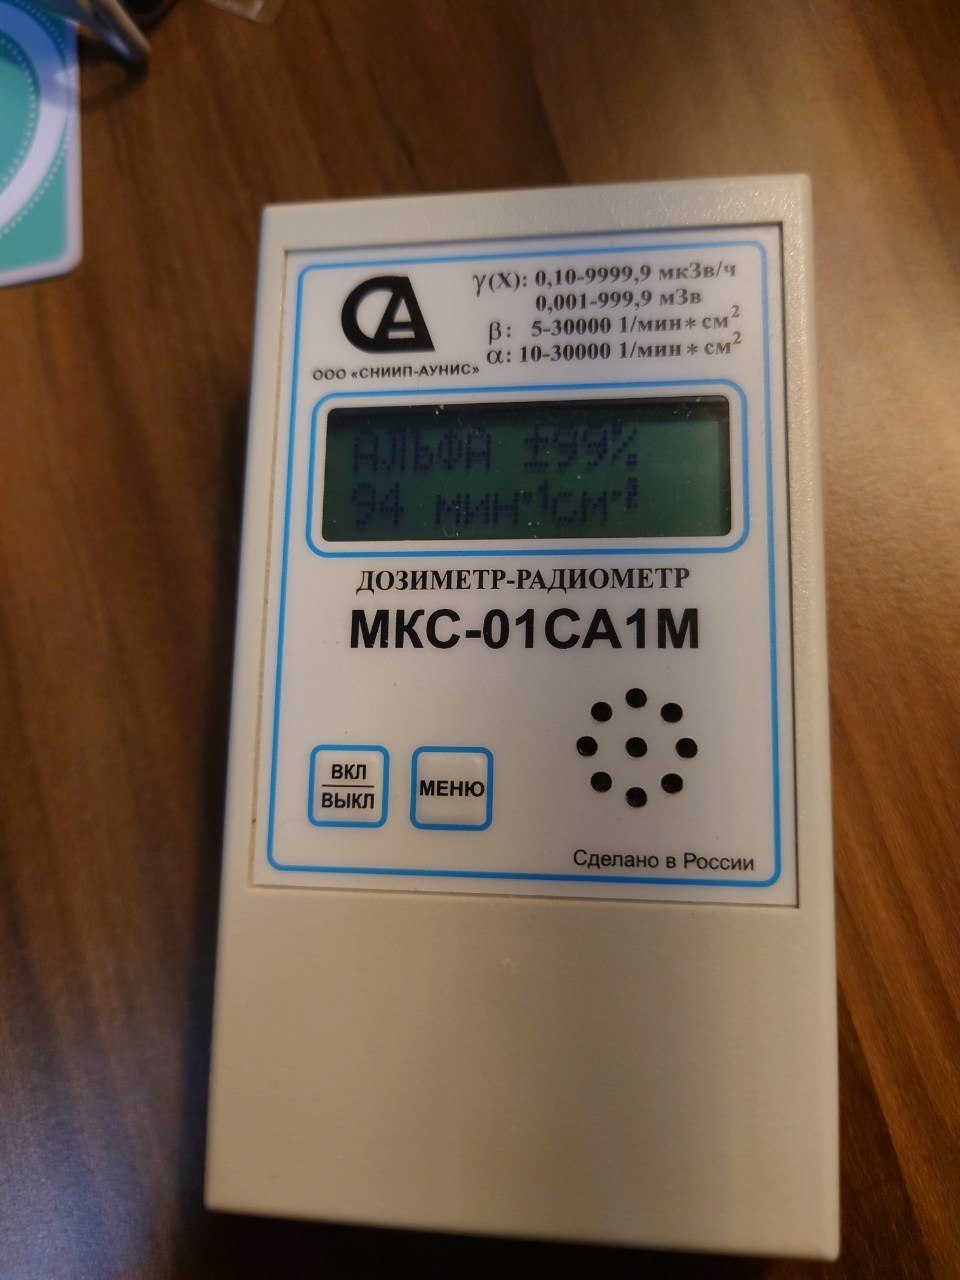 γ(X): 0,10-9999,9 мкЗв/ч
0,001-999,9 мЗв
β: 5-30000 1/мин*см²
α: 10-30000 1/мин*см²
СА
ООО «СНИИП-АУНИС»
АЛЬФА ±99%
94 мин⁻¹см⁻²
ДОЗИМЕТР-РАДИОМЕТР
МКС-01СА1М
ВКЛ
ВЫКЛ
МЕНЮ
Сделано в России